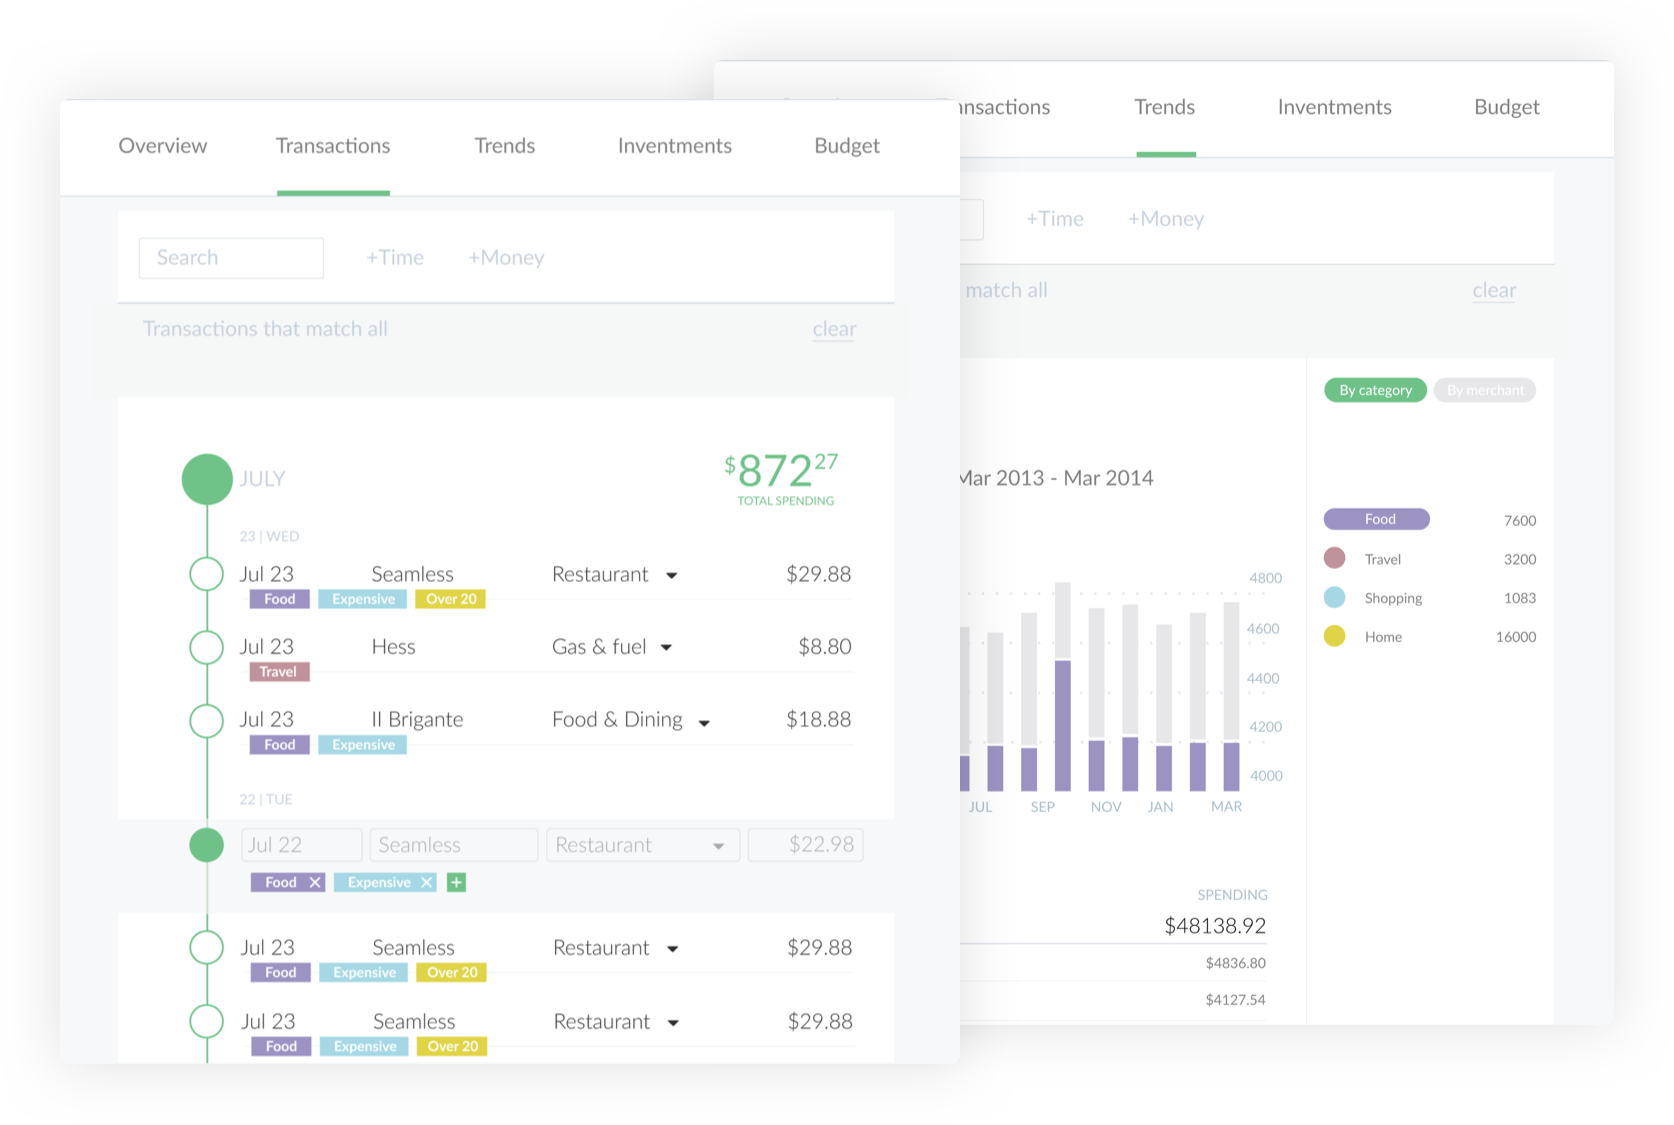 Overview Transactions Trends Inventments Budget
Search +Time +Money
Transactions that match all clear
JULY $872 27
TOTAL SPENDING
23 | WED
Jul 23 Seamless Restaurant $29.88
Food Expensive Over 20
Jul 23 Hess Gas & fuel $8.80
Travel
Jul 23 Il Brigante Food & Dining $18.88
Food Expensive
22 | TUE
Jul 22 Seamless Restaurant $22.98
Food X Expensive X +
Jul 23 Seamless Restaurant $29.88
Food Expensive Over 20
Jul 23 Seamless Restaurant $29.88
Food Expensive Over 20
Trends Inventments Budget
+Time +Money
match all clear
By category By merchant
Mar 2013 - Mar 2014
Food 7600
Travel 3200
Shopping 1083
Home 16000
4800
4600
4400
4200
4000
JUL SEP NOV JAN MAR
SPENDING
$48138.92
$4836.80
$4127.54